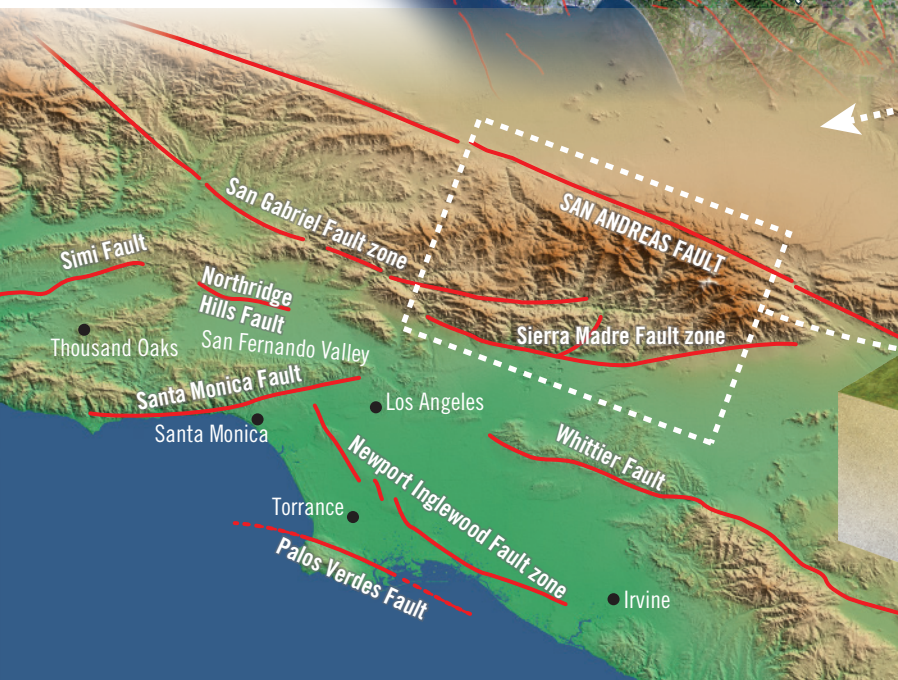 SAN ANDREAS FAULT
San Gabriel Fault zone
Simi Fault
Northridge
Hills Fault
San Fernando Valley
Sierra Madre Fault zone
Thousand Oaks
Santa Monica Fault
Los Angeles
Santa Monica
Whittier Fault
Newport Inglewood Fault zone
Torrance
Palos Verdes Fault
Irvine